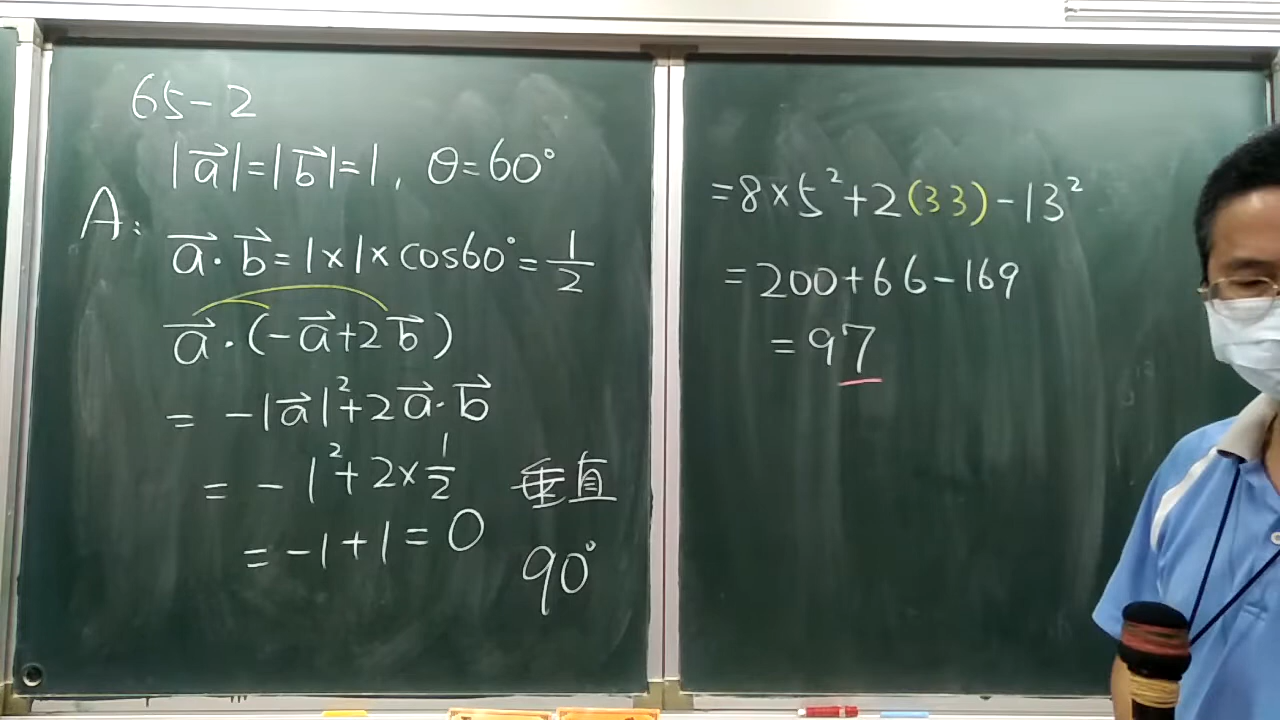 65-2
|a⃗|=|b⃗|=1, θ=60°
A:
a⃗·b⃗=1×1×cos60°=1/2
a⃗·(-a⃗+2b⃗)
= -|a⃗|²+2a⃗·b⃗
= -1²+2×1/2 垂直
= -1+1=0 90°
=8×5²+2(33)-13²
=200+66-169
=97